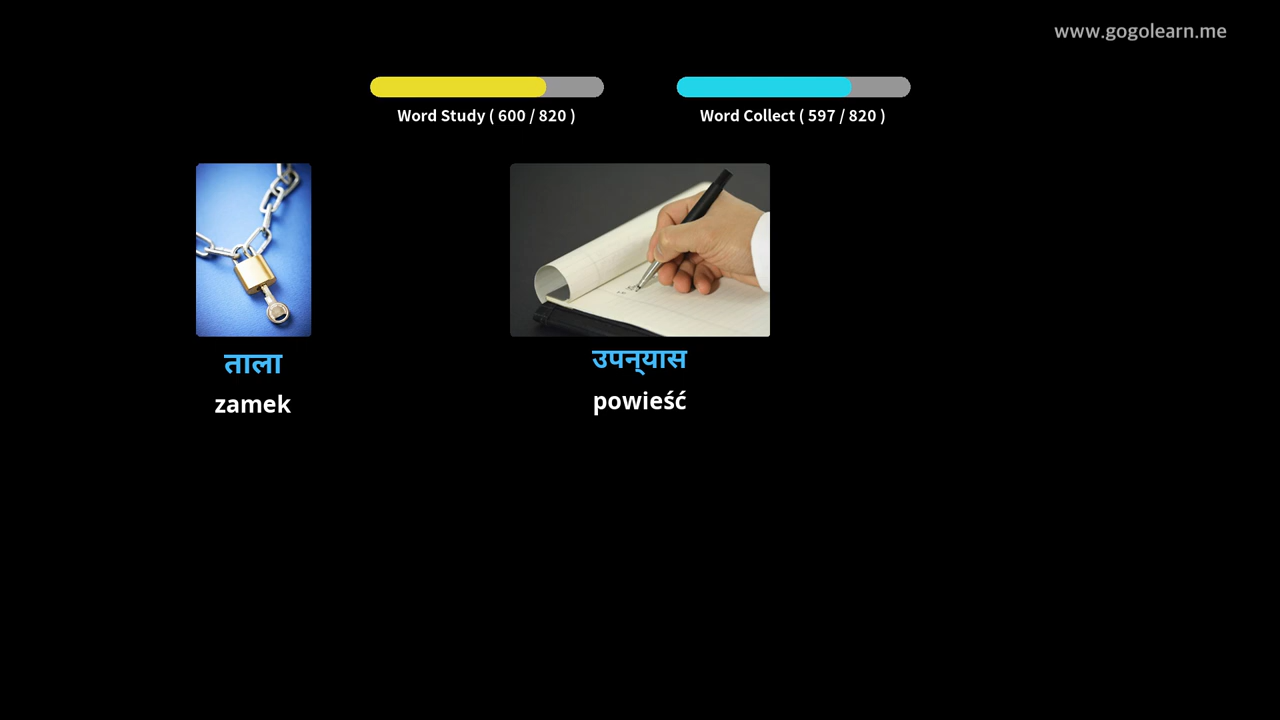 www.gogolearn.me
Word Study ( 600 / 820 )
Word Collect ( 597 / 820 )
ताला
zamek
उपन्यास
powieść